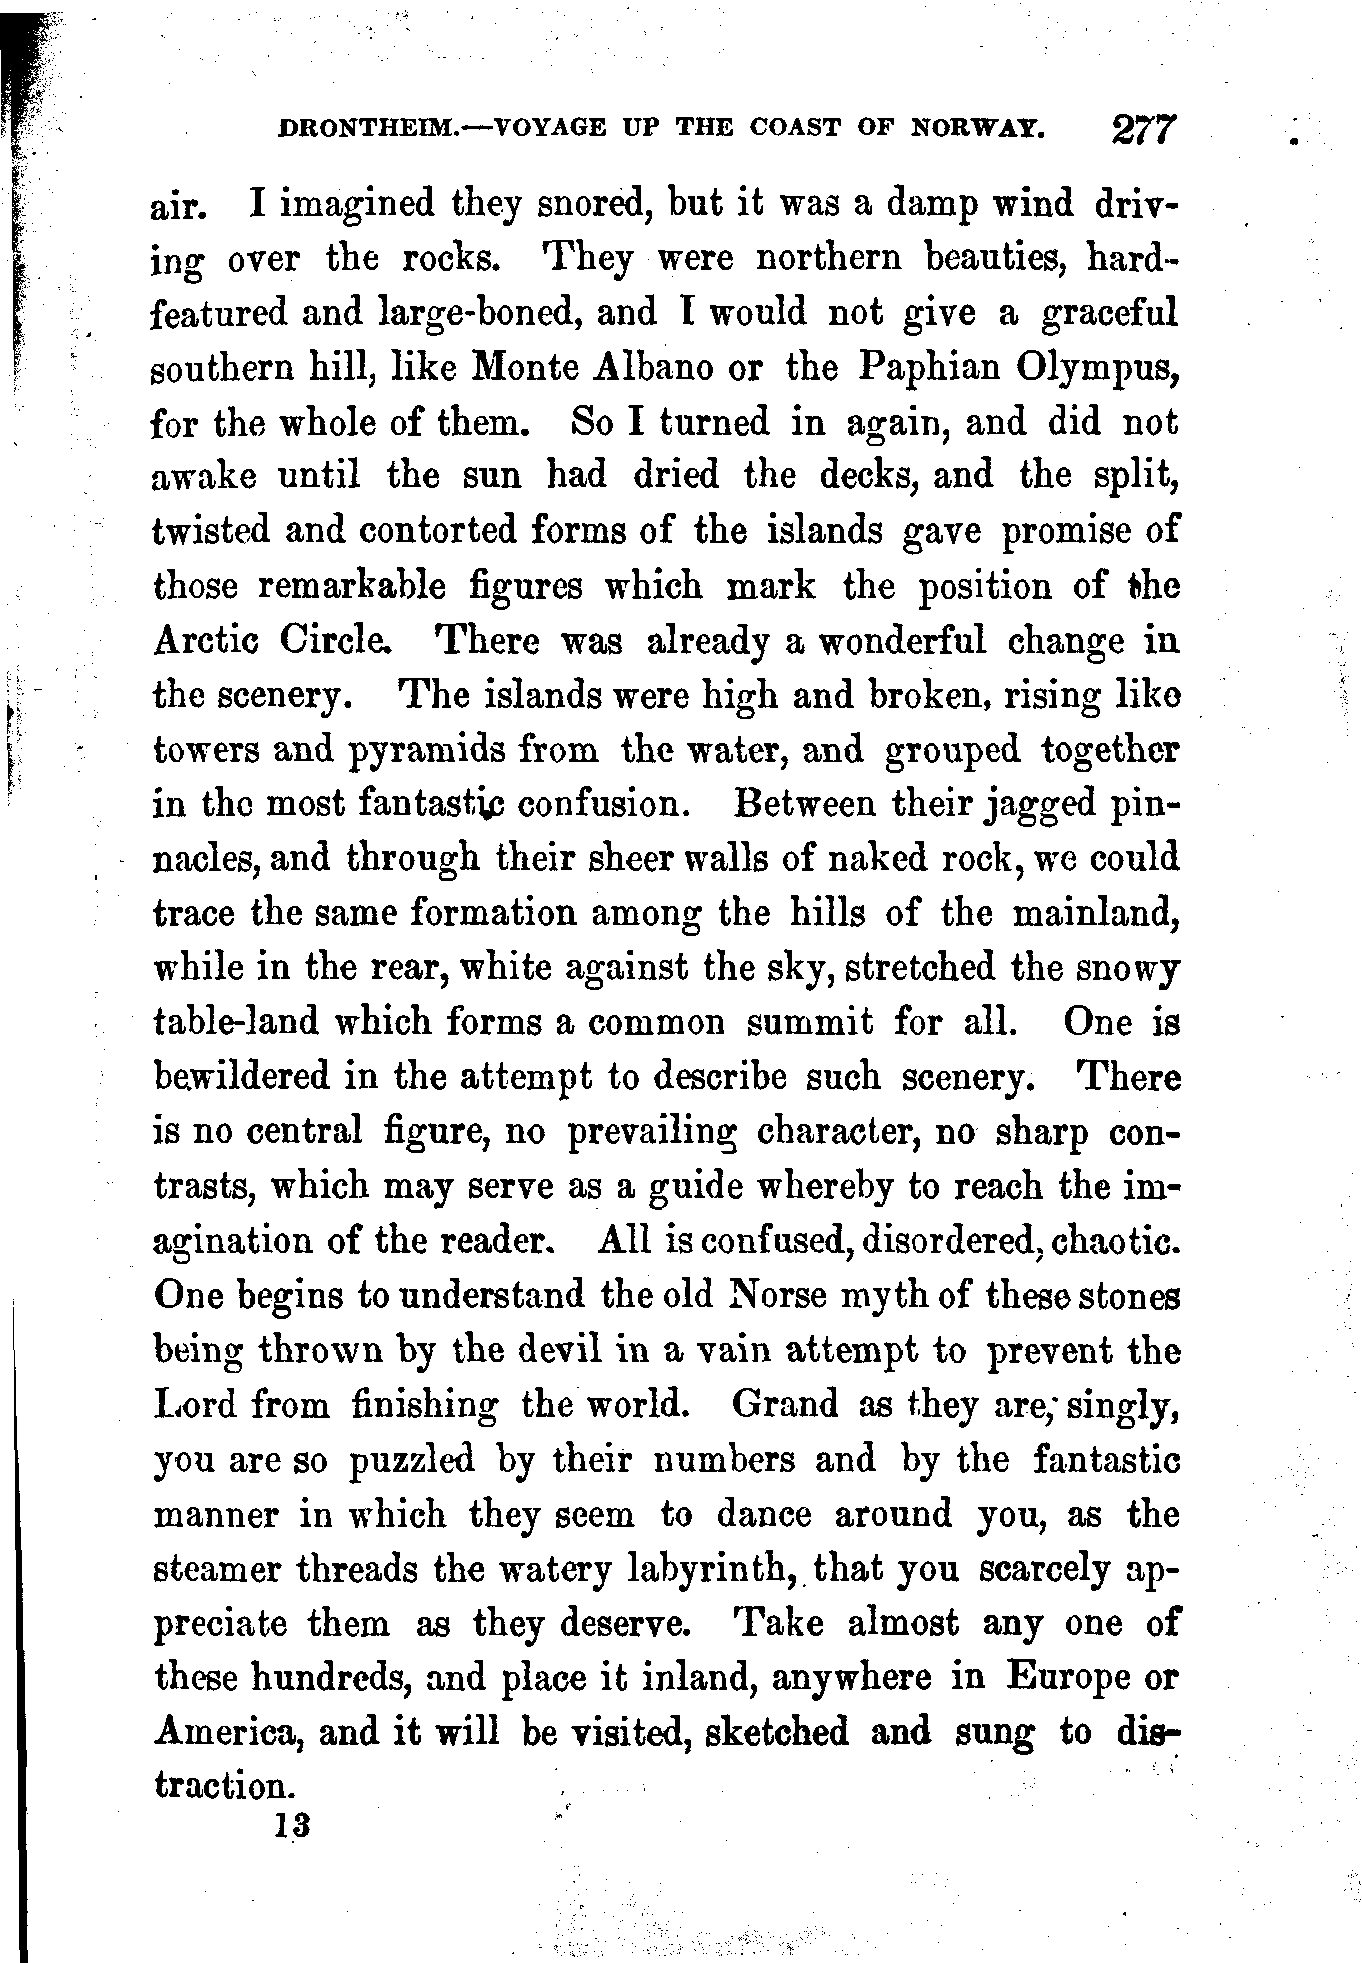 DRONTHEIM.—VOYAGE UP THE COAST OF NORWAY. 277
air. I imagined they snored, but it was a damp wind driv-
ing over the rocks. They were northern beauties, hard-
featured and large-boned, and I would not give a graceful
southern hill, like Monte Albano or the Paphian Olympus,
for the whole of them. So I turned in again, and did not
awake until the sun had dried the decks, and the split,
twisted and contorted forms of the islands gave promise of
those remarkable figures which mark the position of the
Arctic Circle. There was already a wonderful change in
the scenery. The islands were high and broken, rising like
towers and pyramids from the water, and grouped together
in the most fantastic confusion. Between their jagged pin-
nacles, and through their sheer walls of naked rock, we could
trace the same formation among the hills of the mainland,
while in the rear, white against the sky, stretched the snowy
table-land which forms a common summit for all. One is
bewildered in the attempt to describe such scenery. There
is no central figure, no prevailing character, no sharp con-
trasts, which may serve as a guide whereby to reach the im-
agination of the reader. All is confused, disordered, chaotic.
One begins to understand the old Norse myth of these stones
being thrown by the devil in a vain attempt to prevent the
Lord from finishing the world. Grand as they are, singly,
you are so puzzled by their numbers and by the fantastic
manner in which they seem to dance around you, as the
steamer threads the watery labyrinth, that you scarcely ap-
preciate them as they deserve. Take almost any one of
these hundreds, and place it inland, anywhere in Europe or
America, and it will be visited, sketched and sung to dis-
traction.
13